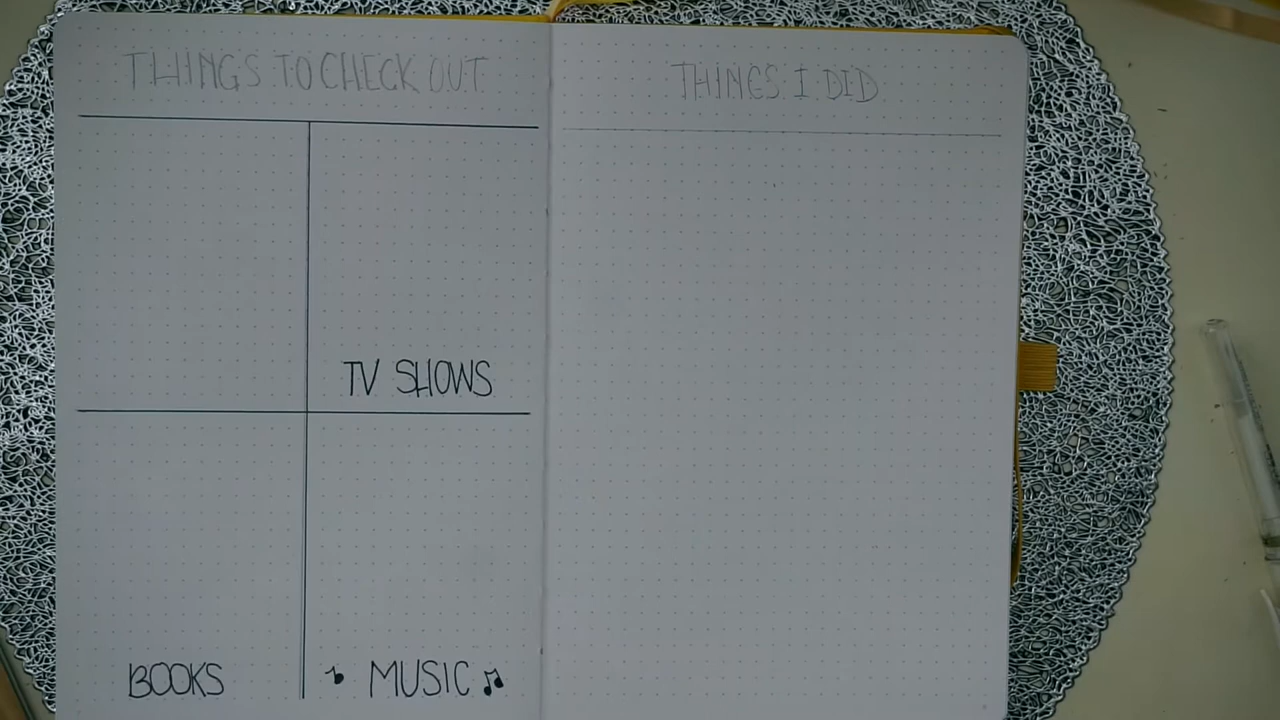 THINGS TO CHECK OUT
THINGS I DID
TV SHOWS
BOOKS
MUSIC